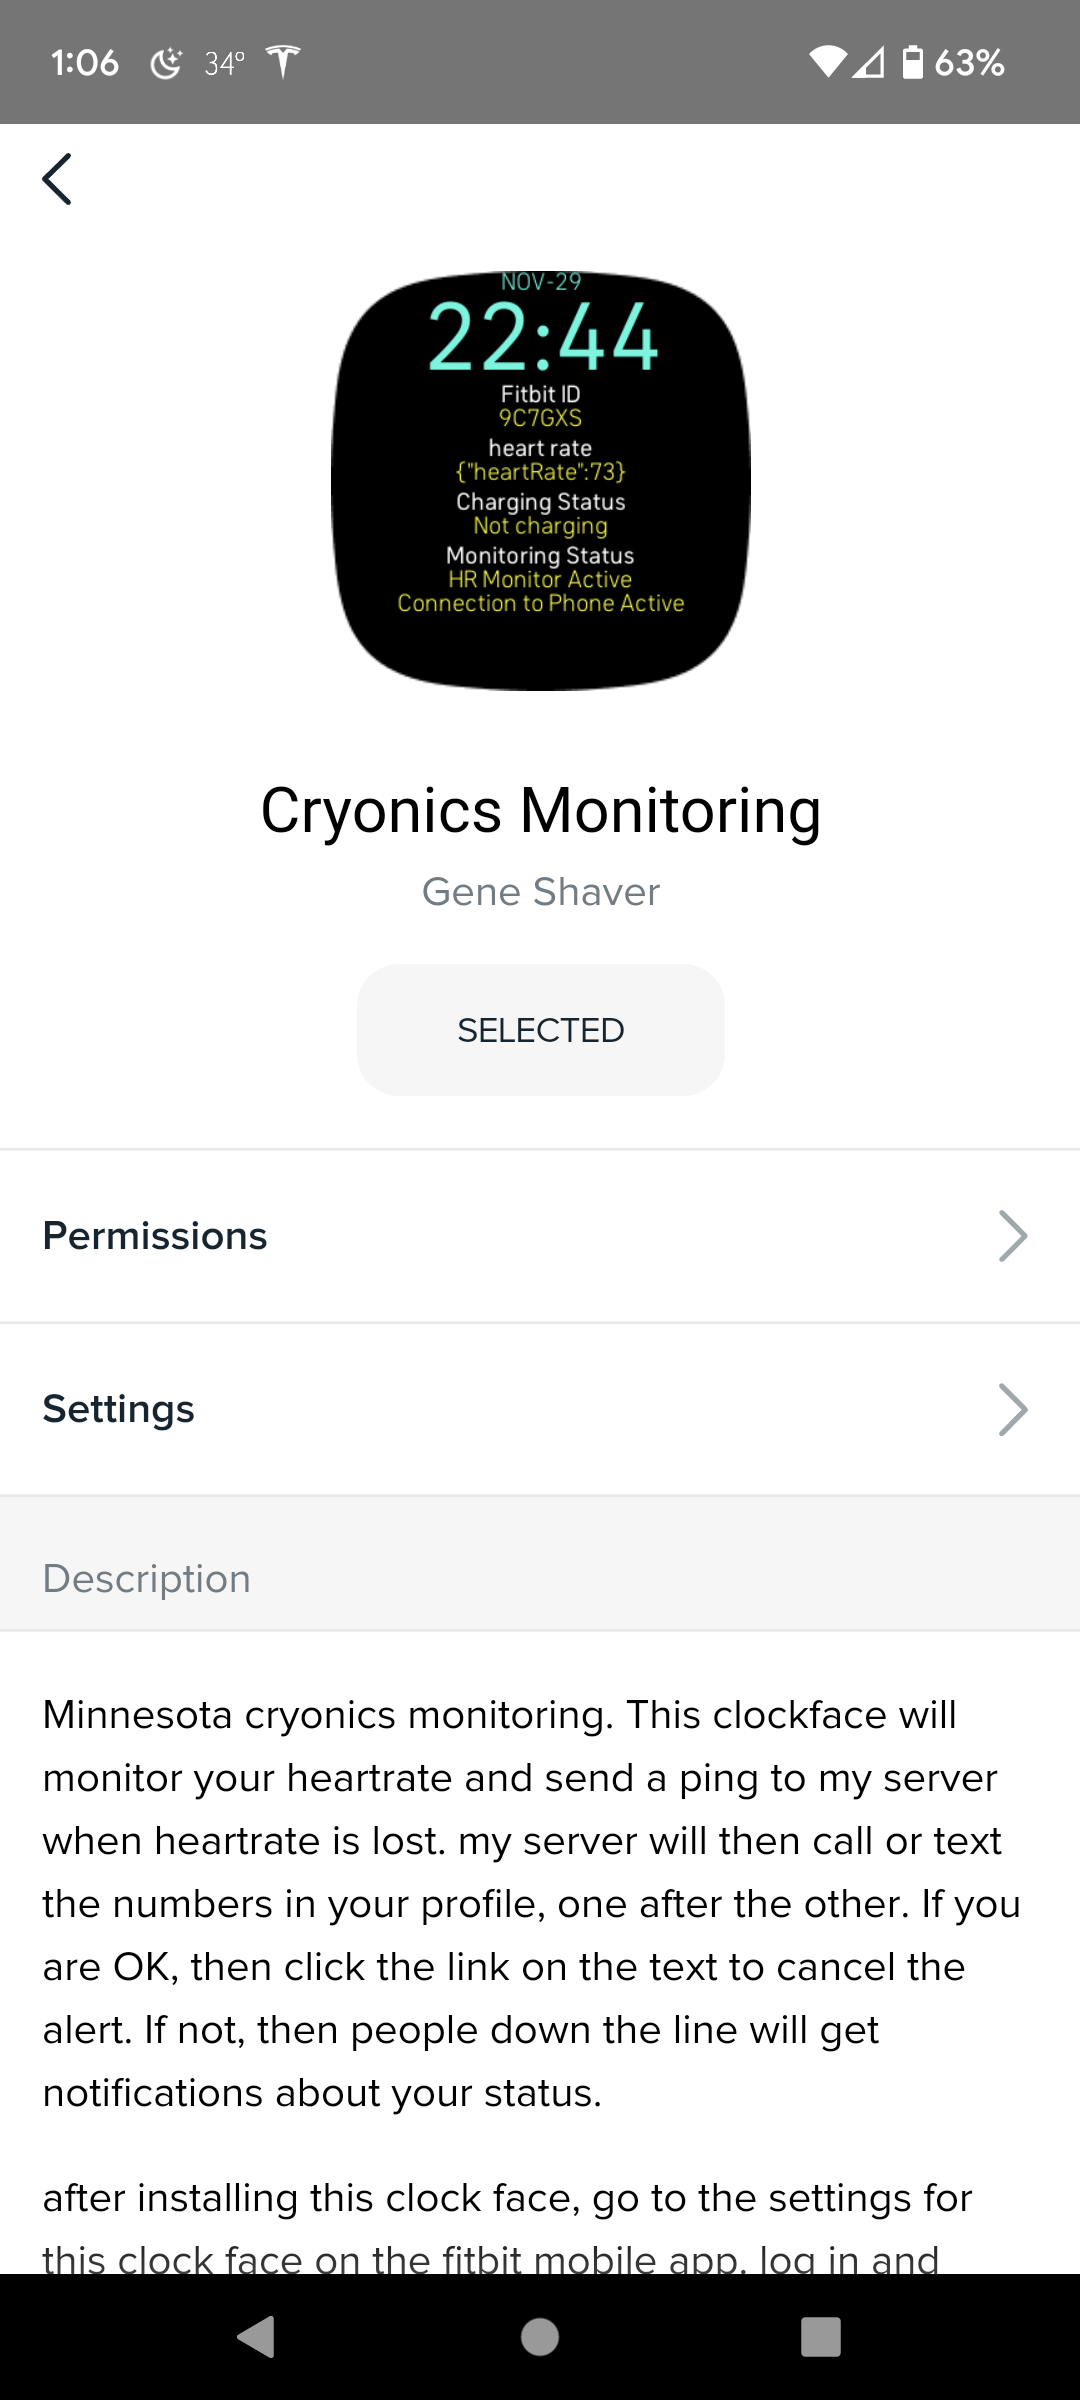 1:06 34° 63%
NOV-29
22:44
Fitbit ID
9C7GXS
heart rate
{"heartRate":73}
Charging Status
Not charging
Monitoring Status
HR Monitor Active
Connection to Phone Active
Cryonics Monitoring
Gene Shaver
SELECTED
Permissions
Settings
Description
Minnesota cryonics monitoring. This clockface will
monitor your heartrate and send a ping to my server
when heartrate is lost. my server will then call or text
the numbers in your profile, one after the other. If you
are OK, then click the link on the text to cancel the
alert. If not, then people down the line will get
notifications about your status.
after installing this clock face, go to the settings for
this clock face on the fitbit mobile app. log in and